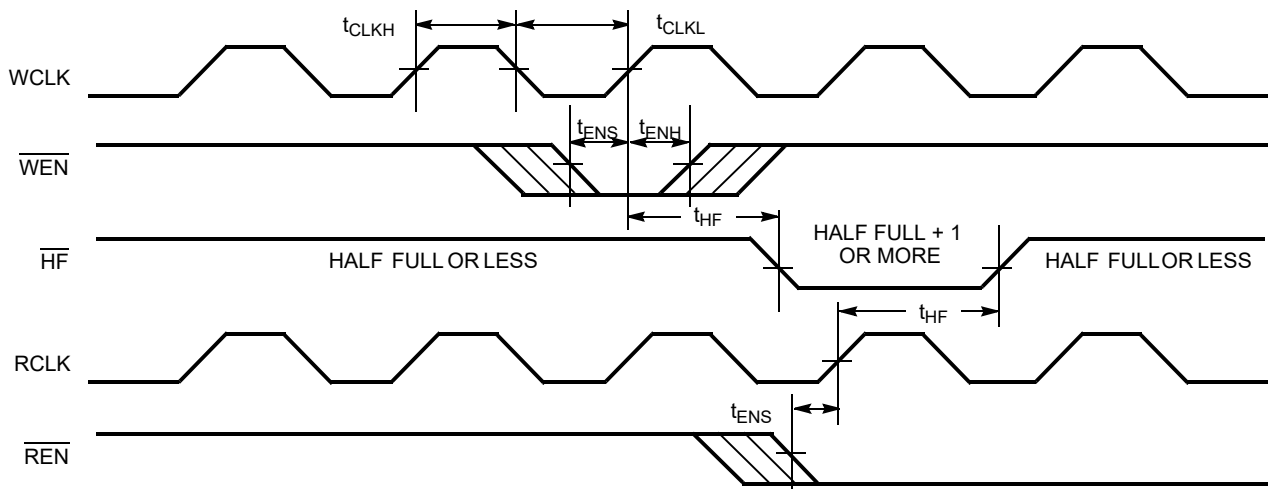 tCLKH
tCLKL
WCLK
tENS
tENH
WEN
tHF
HF
HALF FULL OR LESS
HALF FULL + 1
OR MORE
HALF FULL OR LESS
tHF
RCLK
tENS
REN